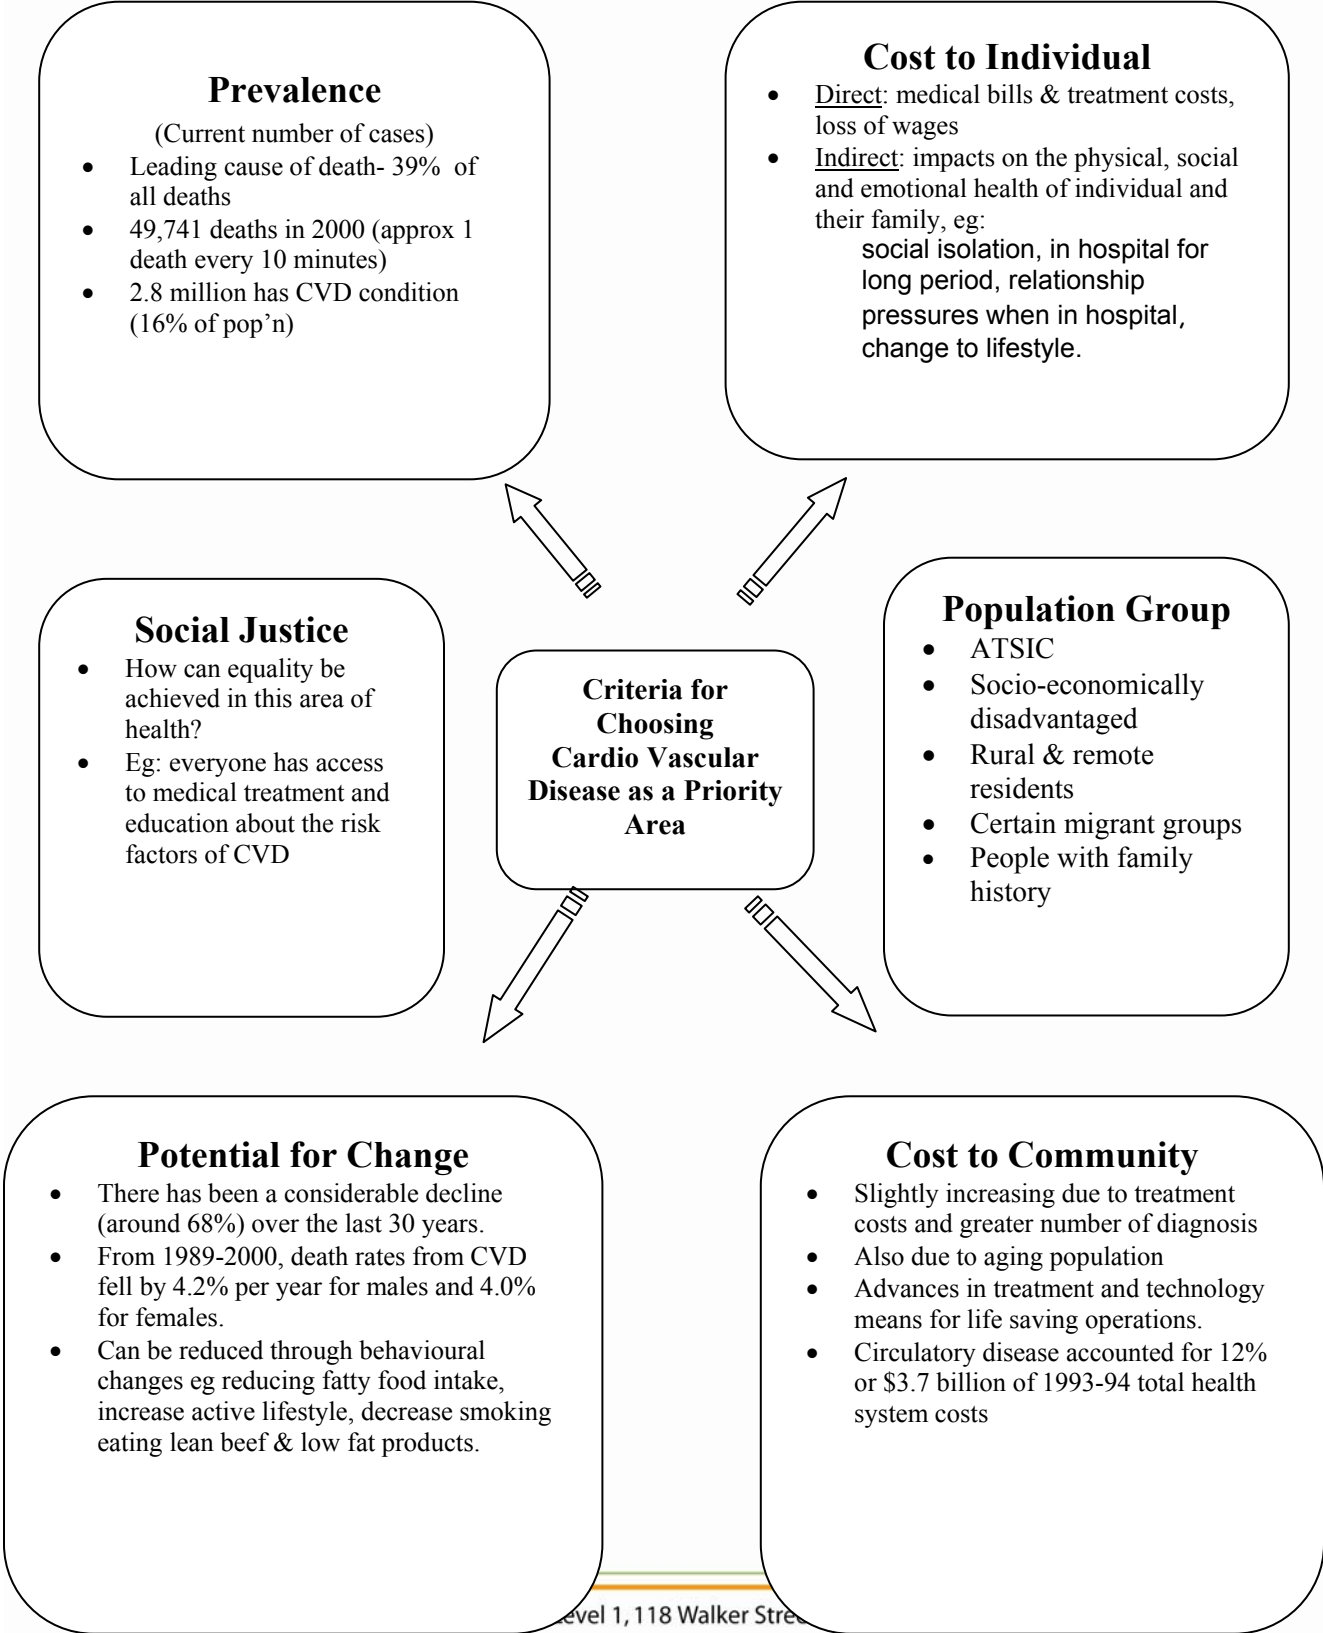 Prevalence
(Current number of cases)
• Leading cause of death- 39% of
all deaths
• 49,741 deaths in 2000 (approx 1
death every 10 minutes)
• 2.8 million has CVD condition
(16% of pop’n)
Cost to Individual
• Direct: medical bills & treatment costs,
loss of wages
• Indirect: impacts on the physical, social
and emotional health of individual and
their family, eg:
social isolation, in hospital for
long period, relationship
pressures when in hospital,
change to lifestyle.
Social Justice
• How can equality be
achieved in this area of
health?
• Eg: everyone has access
to medical treatment and
education about the risk
factors of CVD
Criteria for
Choosing
Cardio Vascular
Disease as a Priority
Area
Population Group
• ATSIC
• Socio-economically
disadvantaged
• Rural & remote
residents
• Certain migrant groups
• People with family
history
Potential for Change
• There has been a considerable decline
(around 68%) over the last 30 years.
• From 1989-2000, death rates from CVD
fell by 4.2% per year for males and 4.0%
for females.
• Can be reduced through behavioural
changes eg reducing fatty food intake,
increase active lifestyle, decrease smoking
eating lean beef & low fat products.
Cost to Community
• Slightly increasing due to treatment
costs and greater number of diagnosis
• Also due to aging population
• Advances in treatment and technology
means for life saving operations.
• Circulatory disease accounted for 12%
or $3.7 billion of 1993-94 total health
system costs
1, 118 Walker